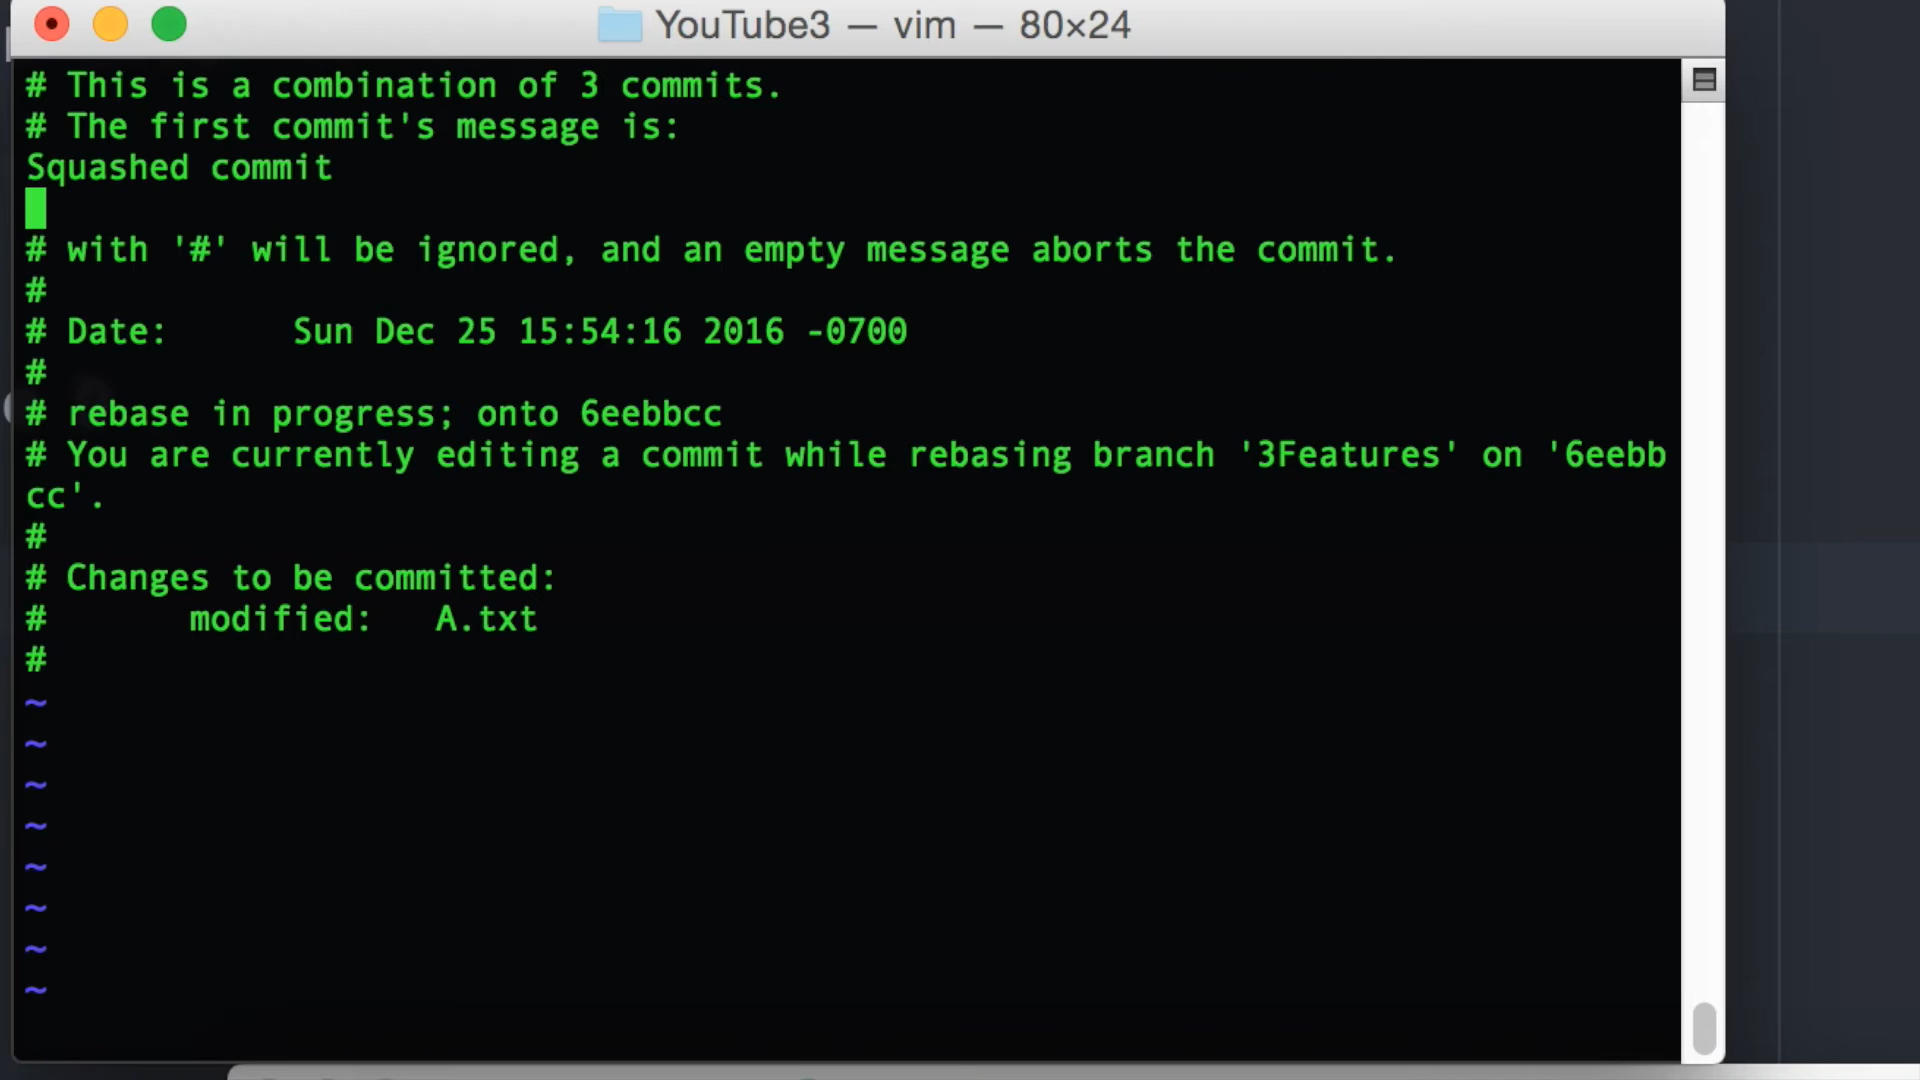 YouTube3 — vim — 80×24
# This is a combination of 3 commits.
# The first commit's message is:
Squashed commit
# with '#' will be ignored, and an empty message aborts the commit.
#
# Date:      Sun Dec 25 15:54:16 2016 -0700
#
# rebase in progress; onto 6eebbcc
# You are currently editing a commit while rebasing branch '3Features' on '6eebb
cc'.
#
# Changes to be committed:
#       modified:   A.txt
#
~
~
~
~
~
~
~
~